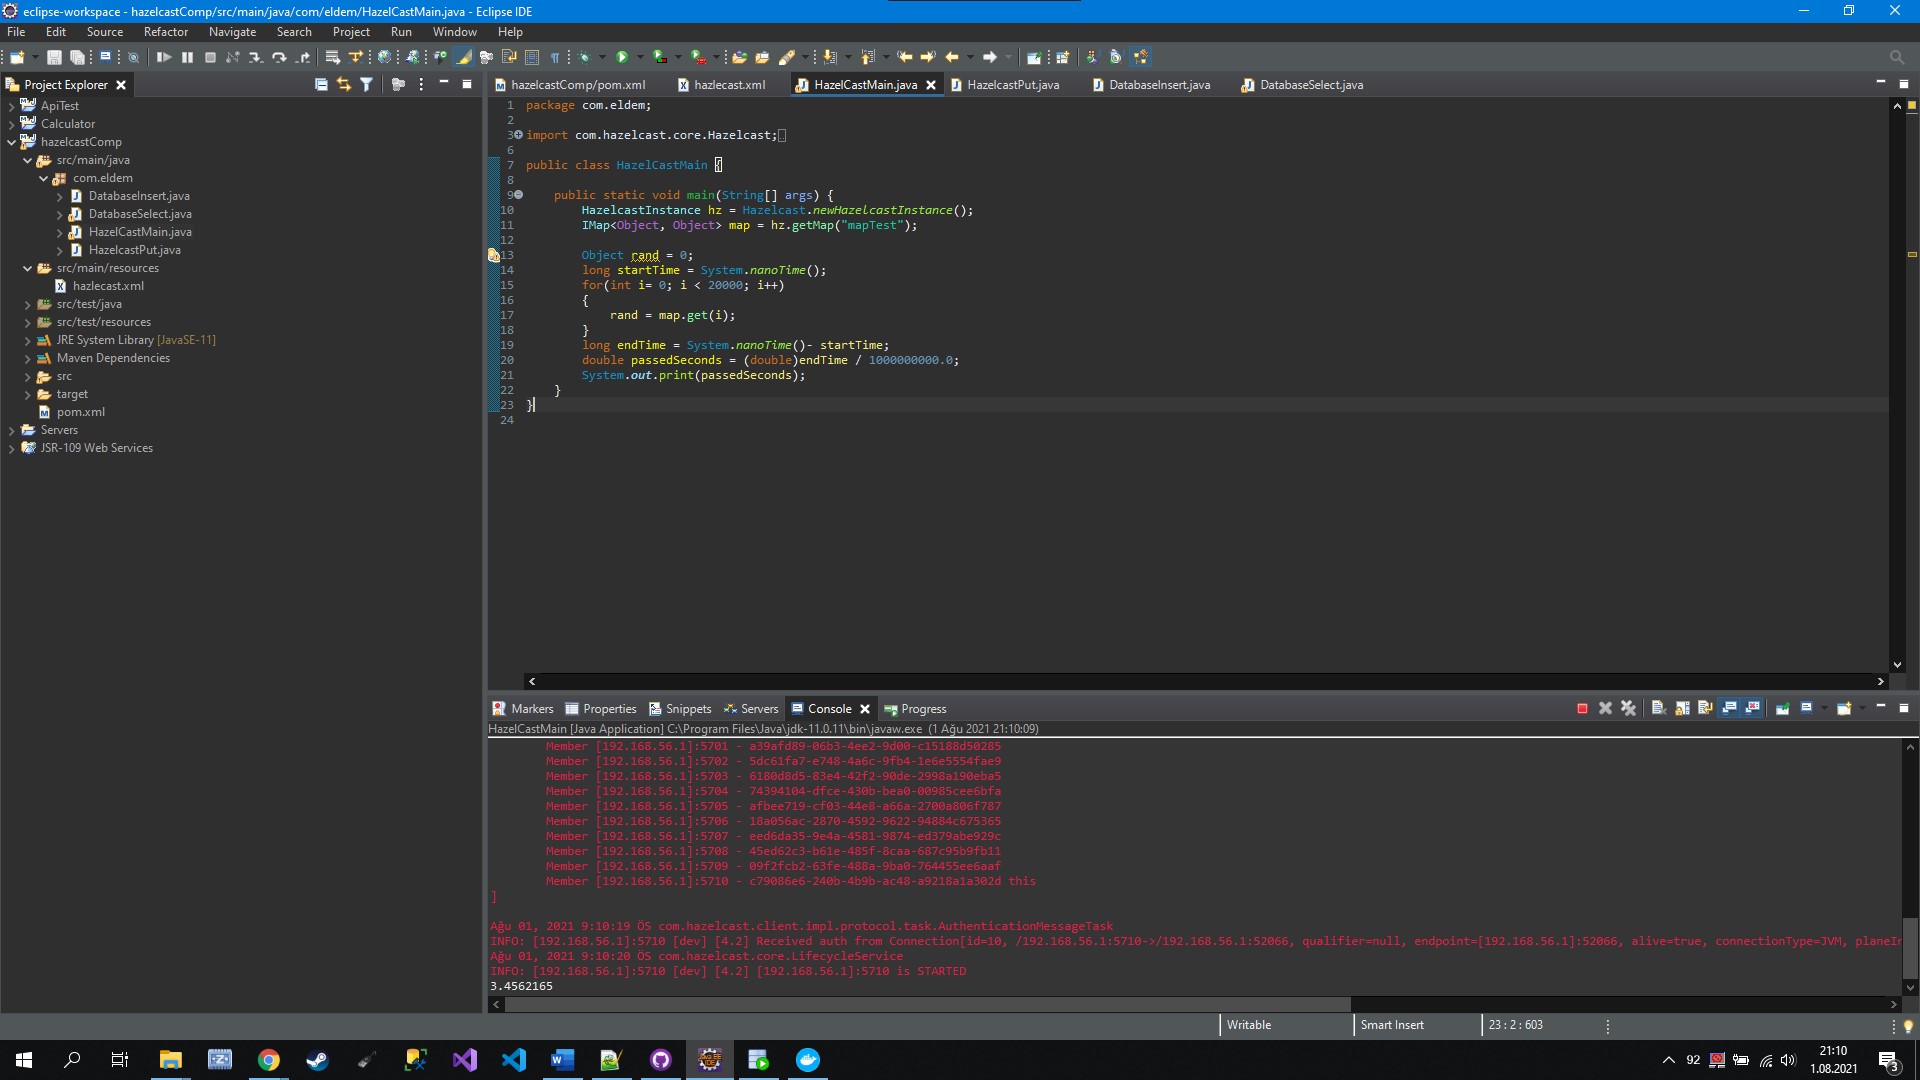 eclipse-workspace - hazelcastComp/src/main/java/com/eldem/HazelCastMain.java - Eclipse IDE
File Edit Source Refactor Navigate Search Project Run Window Help
Project Explorer
ApiTest
Calculator
hazelcastComp
src/main/java
com.eldem
DatabaseInsert.java
DatabaseSelect.java
HazelCastMain.java
HazelcastPut.java
src/main/resources
hazlecast.xml
src/test/java
src/test/resources
JRE System Library [JavaSE-11]
Maven Dependencies
src
target
pom.xml
Servers
JSR-109 Web Services
hazelcastComp/pom.xml hazlecast.xml HazelCastMain.java HazelcastPut.java DatabaseInsert.java DatabaseSelect.java
1 package com.eldem;
2
3 import com.hazelcast.core.Hazelcast;
6
7 public class HazelCastMain {
8
9 public static void main(String[] args) {
10 HazelcastInstance hz = Hazelcast.newHazelcastInstance();
11 IMap<Object, Object> map = hz.getMap("mapTest");
12
13 Object rand = 0;
14 long startTime = System.nanoTime();
15 for(int i= 0; i < 20000; i++)
16 {
17 rand = map.get(i);
18 }
19 long endTime = System.nanoTime()- startTime;
20 double passedSeconds = (double)endTime / 1000000000.0;
21 System.out.print(passedSeconds);
22 }
23 }
24
Markers Properties Snippets Servers Console Progress
HazelCastMain [Java Application] C:\Program Files\Java\jdk-11.0.11\bin\javaw.exe (1 Ağu 2021 21:10:09)
Member [192.168.56.1]:5701 - a39afd89-06b3-4ee2-9d00-c15188d50285
Member [192.168.56.1]:5702 - 5dc61fa7-e748-4a6c-9fb4-1e6e5554fae9
Member [192.168.56.1]:5703 - 6180d8d5-83e4-42f2-90de-2998a190eba5
Member [192.168.56.1]:5704 - 74394104-dfce-430b-bea0-00985cee6bfa
Member [192.168.56.1]:5705 - afbee719-cf03-44e8-a66a-2700a806f787
Member [192.168.56.1]:5706 - 18a056ac-2870-4592-9622-94884c675365
Member [192.168.56.1]:5707 - eed6da35-9e4a-4581-9874-ed379abe929c
Member [192.168.56.1]:5708 - 45ed62c3-b61e-485f-8caa-687c95b9fb11
Member [192.168.56.1]:5709 - 09f2fcb2-63fe-488a-9ba0-764455ee6aaf
Member [192.168.56.1]:5710 - c79086e6-240b-4b9b-ac48-a9218a1a302d this
]
Ağu 01, 2021 9:10:19 ÖS com.hazelcast.client.impl.protocol.task.AuthenticationMessageTask
INFO: [192.168.56.1]:5710 [dev] [4.2] Received auth from Connection[id=10, /192.168.56.1:5710->/192.168.56.1:52066, qualifier=null, endpoint=[192.168.56.1]:52066, alive=true, connectionType=JVM, planeIn
Ağu 01, 2021 9:10:20 ÖS com.hazelcast.core.LifecycleService
INFO: [192.168.56.1]:5710 [dev] [4.2] [192.168.56.1]:5710 is STARTED
3.4562165
Writable Smart Insert 23 : 2 : 603
92
21:10
1.08.2021
3